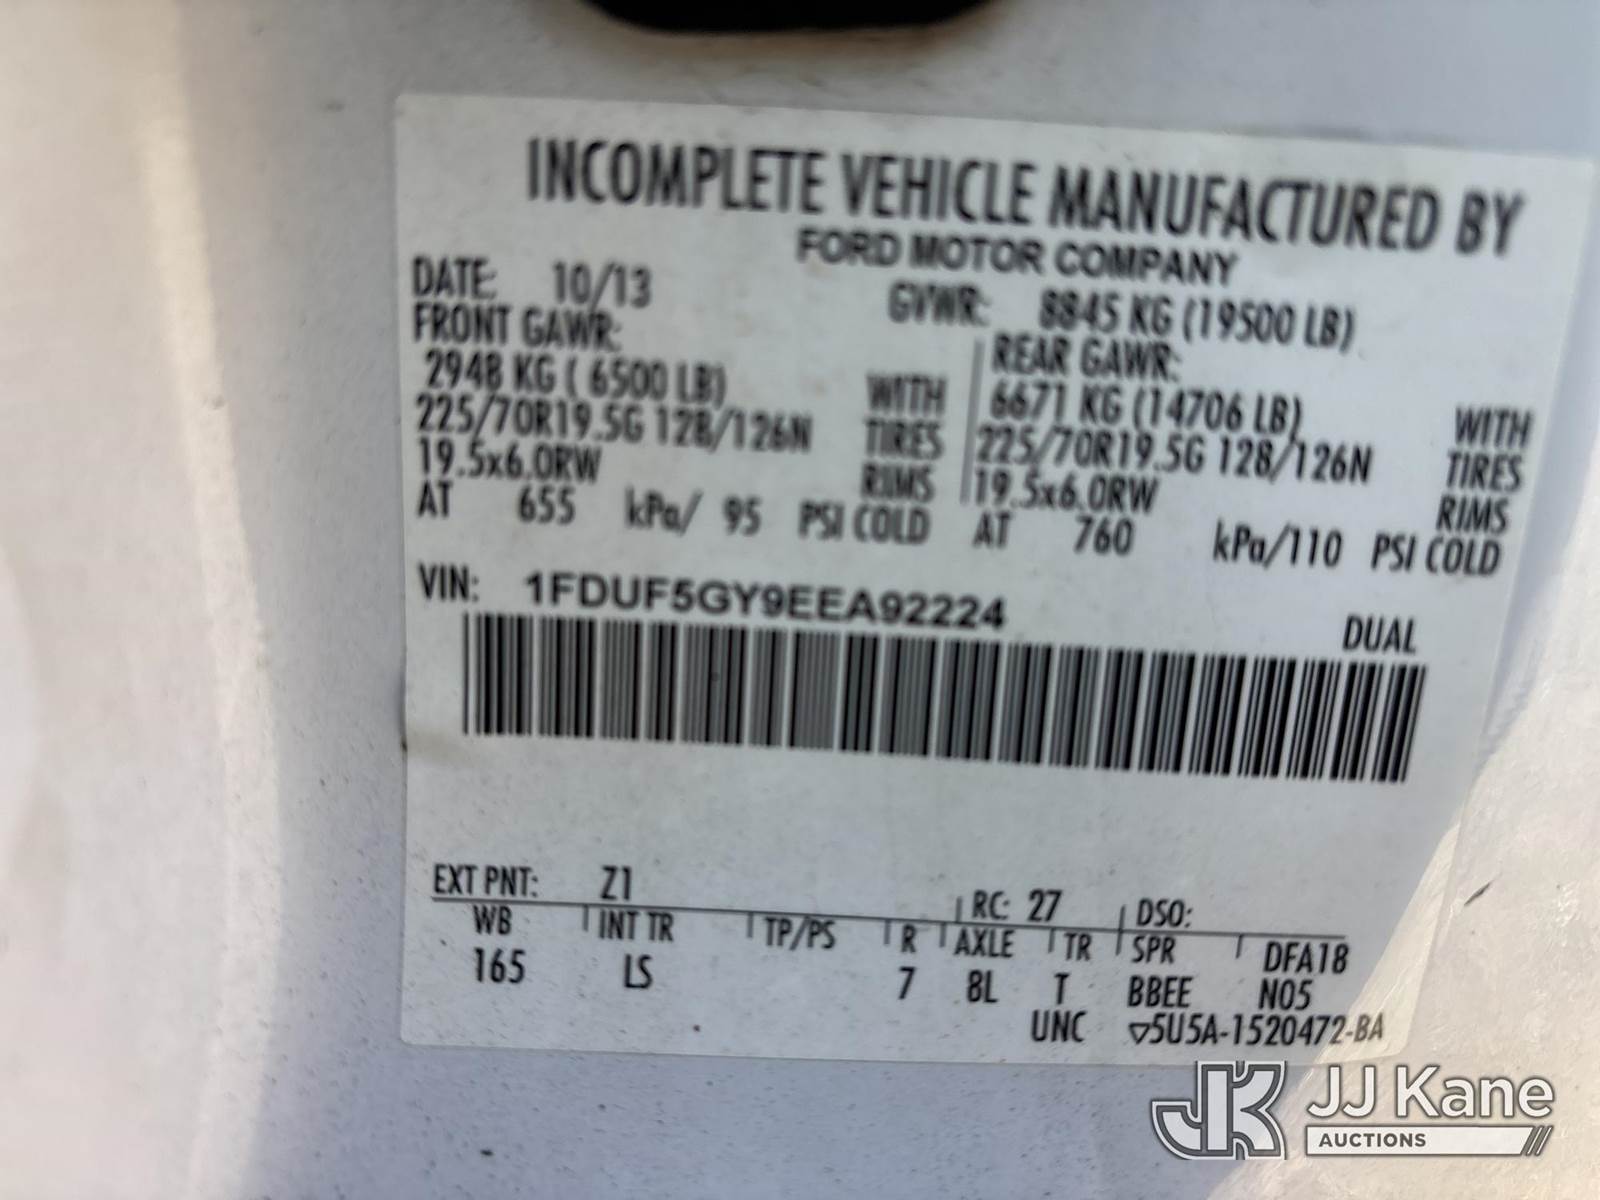 INCOMPLETE VEHICLE MANUFACTURED BY
FORD MOTOR COMPANY
DATE: 10/13 GVWR: 8845 KG (19500 LB)
FRONT GAWR: REAR GAWR:
2948 KG ( 6500 LB) WITH 6671 KG (14706 LB) WITH
225/70R19.5G 128/126N TIRES 225/70R19.5G 128/126N TIRES
19.5x6.0RW RIMS 19.5x6.0RW RIMS
AT 655 kPa/ 95 PSI COLD AT 760 kPa/110 PSI COLD
VIN: 1FDUF5GY9EEA92224
DUAL
EXT PNT: Z1 RC: 27 DSO:
WB INT TR TP/PS R AXLE TR SPR DFA18
165 LS 7 8L T BBEE N05
UNC ▽5U5A-1520472-BA
JK JJ Kane
AUCTIONS